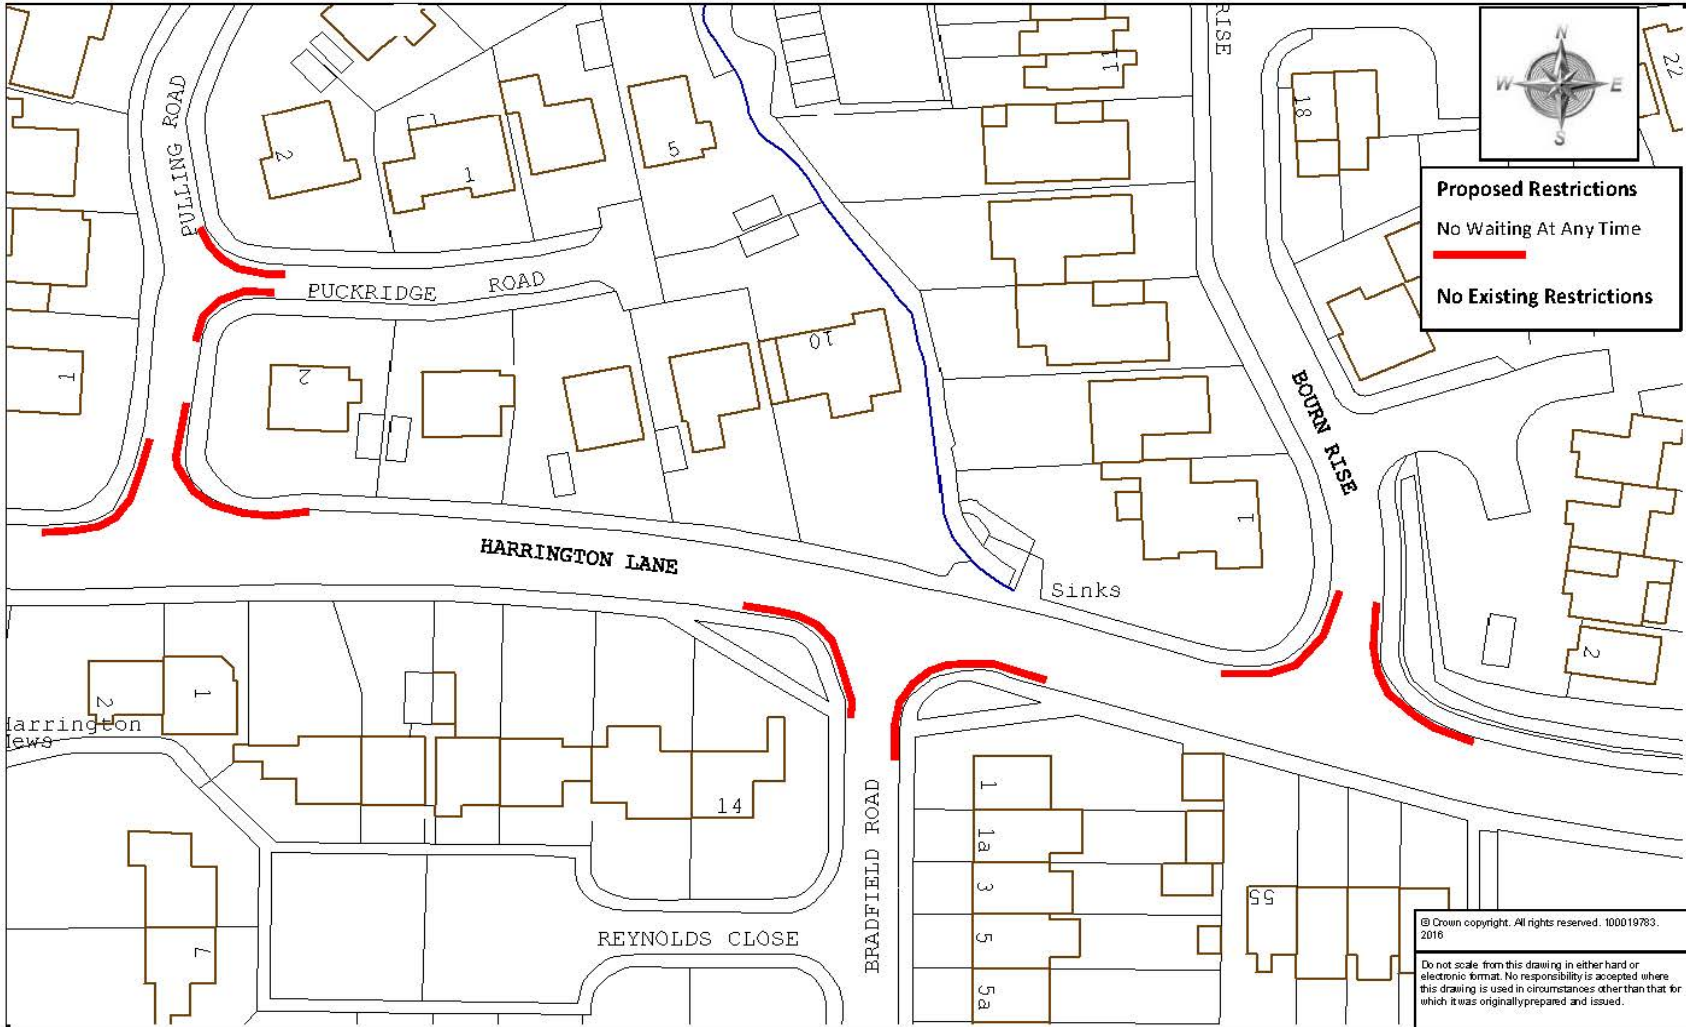 RISE
N
W E
S
22
11
PULLING ROAD
18
2
1
5
Proposed Restrictions
No Waiting At Any Time
No Existing Restrictions
PUCKRIDGE ROAD
1
2
10
BOURN RISE
1
HARRINGTON LANE
Sinks
2
2
1
Harrington
Mews
14
1
1a
3
5
5a
BRADFIELD ROAD
REYNOLDS CLOSE
55
7
© Crown copyright. All rights reserved. 100019783.
2016
Do not scale from this drawing in either hard or
electronic format. No responsibility is accepted where
this drawing is used in circumstances other than that for
which it was originally prepared and issued.